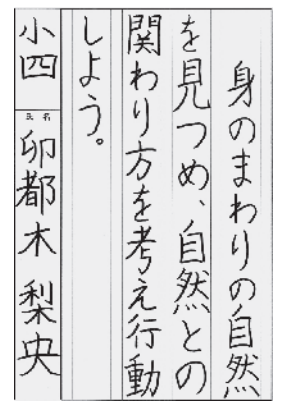 身のまわりの自然
を見つめ、自然との
関わり方を考え行動
しよう。
小四
氏名
卯都木 梨央